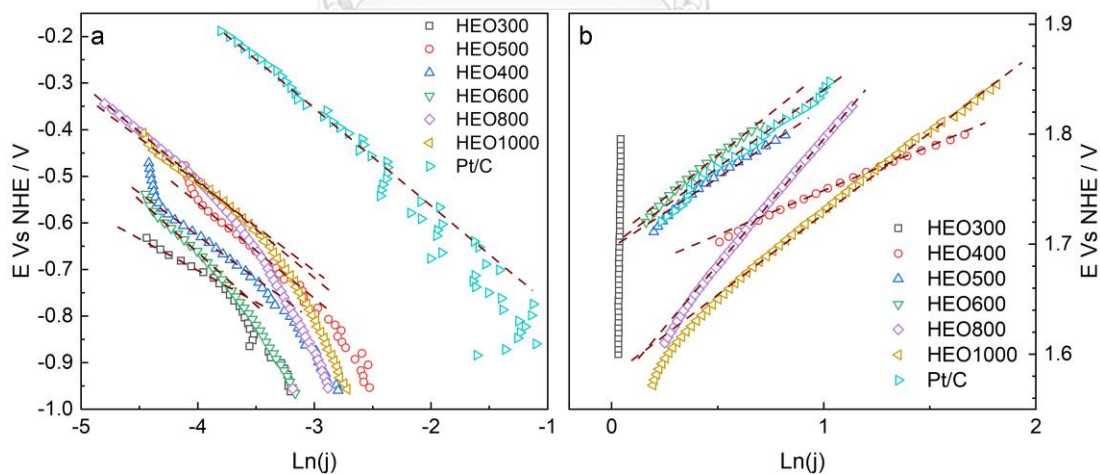 a
HEO300
HEO500
HEO400
HEO600
HEO800
HEO1000
Pt/C
-0.2
-0.3
-0.4
-0.5
-0.6
-0.7
-0.8
-0.9
-1.0
E Vs NHE / V
-5
-4
-3
-2
-1
Ln(j)
b
HEO300
HEO400
HEO500
HEO600
HEO800
HEO1000
Pt/C
1.9
1.8
1.7
1.6
E Vs NHE / V
0
1
2
Ln(j)